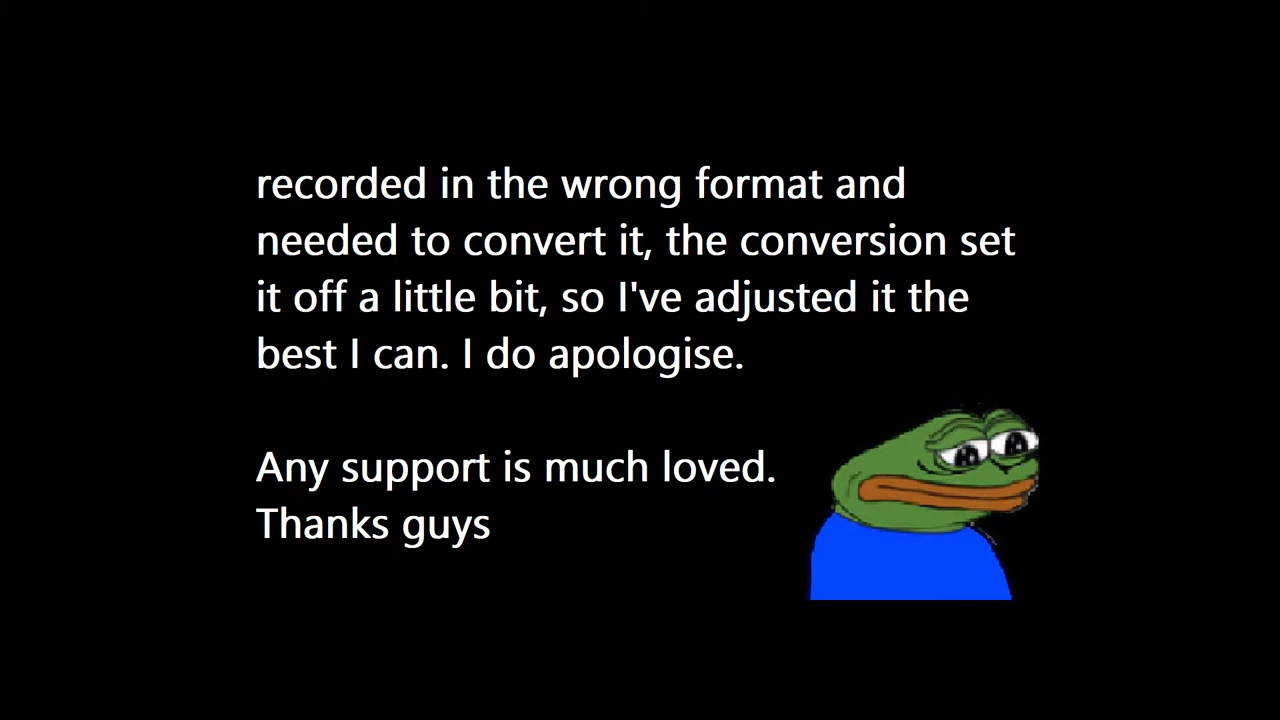 recorded in the wrong format and
needed to convert it, the conversion set
it off a little bit, so I've adjusted it the
best I can. I do apologise.
Any support is much loved.
Thanks guys